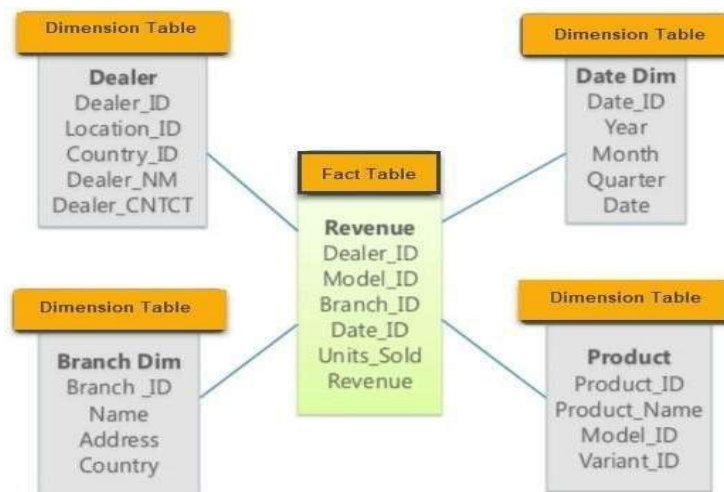 Dimension Table
Dealer
Dealer_ID
Location_ID
Country_ID
Dealer_NM
Dealer_CNTCT
Dimension Table
Date Dim
Date_ID
Year
Month
Quarter
Date
Fact Table
Revenue
Dealer_ID
Model_ID
Branch_ID
Date_ID
Units_Sold
Revenue
Dimension Table
Branch Dim
Branch _ID
Name
Address
Country
Dimension Table
Product
Product_ID
Product_Name
Model_ID
Variant_ID